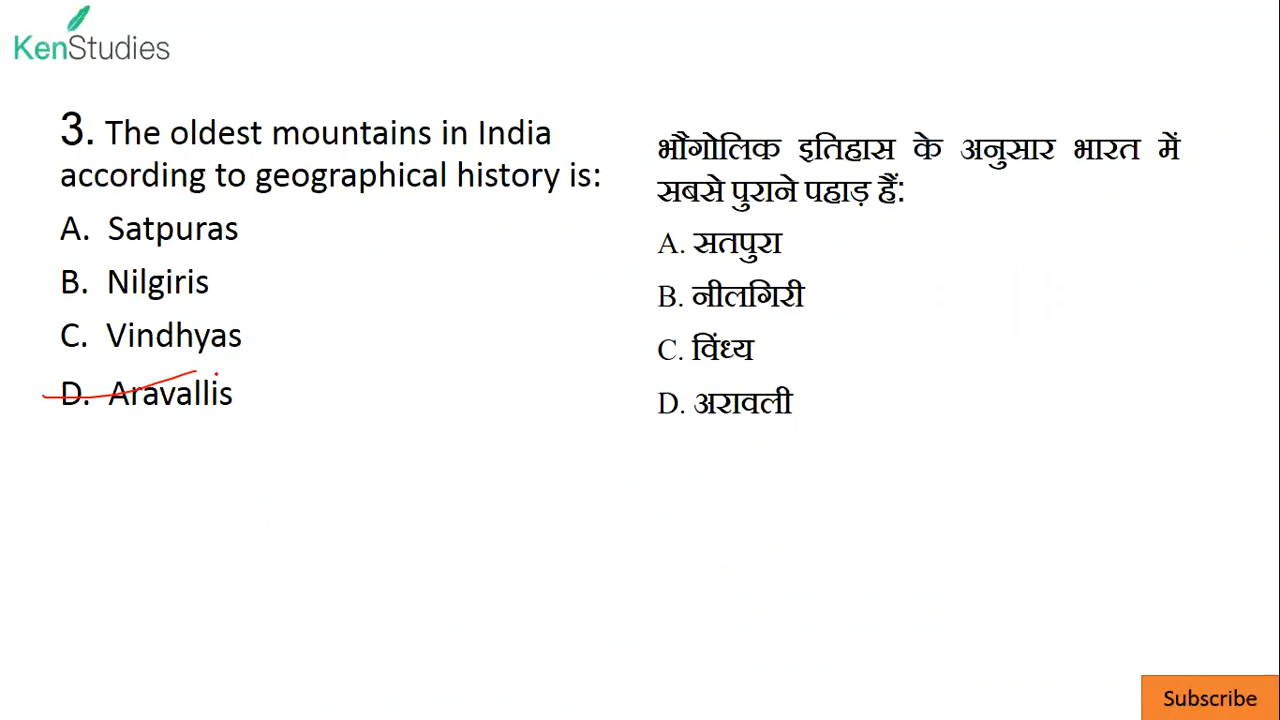 KenStudies
3. The oldest mountains in India
according to geographical history is:
A. Satpuras
B. Nilgiris
C. Vindhyas
D. Aravallis
भौगोलिक इतिहास के अनुसार भारत में
सबसे पुराने पहाड़ हैं:
A. सतपुरा
B. नीलगिरी
C. विंध्य
D. अरावली
Subscribe